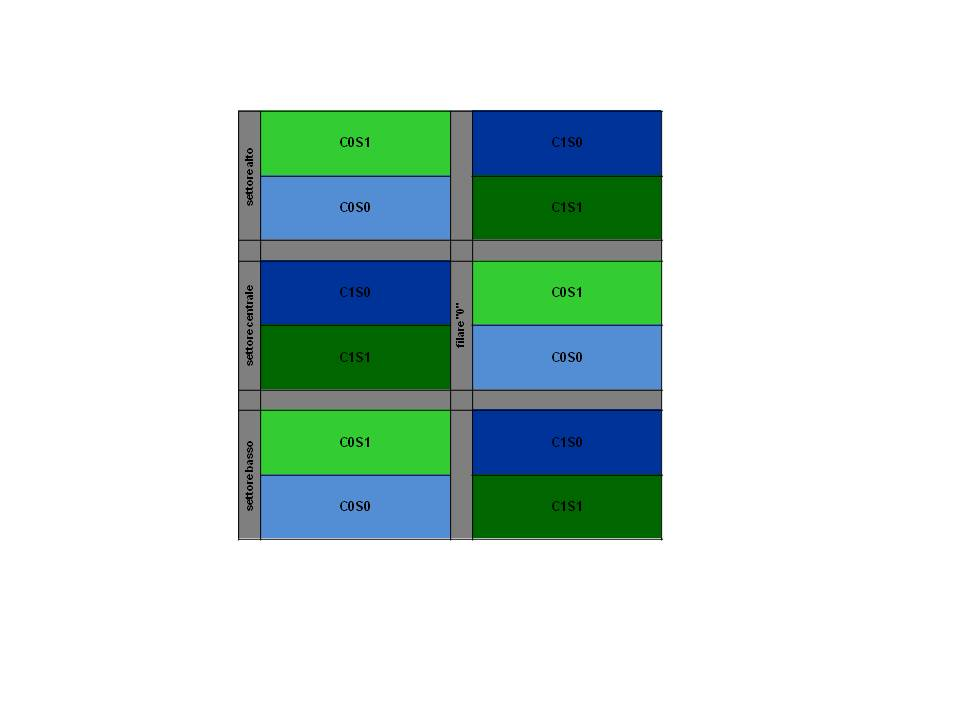 settore alto
C0S1
C1S0
C0S0
C1S1
settore centrale
C1S0
filare "0"
C0S1
C1S1
C0S0
settore basso
C0S1
C1S0
C0S0
C1S1